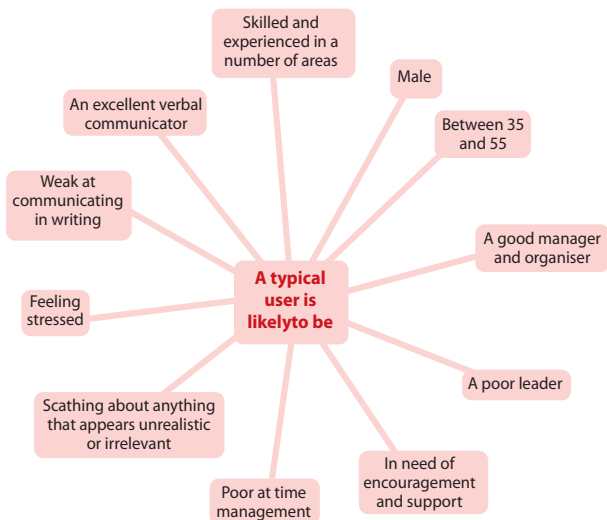 Skilled and
experienced in a
number of areas
Male
Between 35
and 55
A good manager
and organiser
A poor leader
In need of
encouragement
and support
Poor at time
management
Scathing about anything
that appears unrealistic
or irrelevant
Feeling
stressed
Weak at
communicating
in writing
An excellent verbal
communicator
A typical
user is
likelyto be